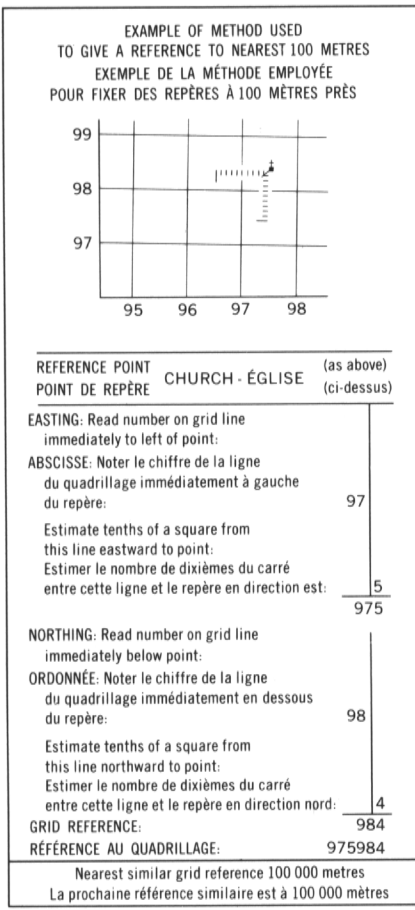 EXAMPLE OF METHOD USED
TO GIVE A REFERENCE TO NEAREST 100 METRES
EXEMPLE DE LA MÉTHODE EMPLOYÉE
POUR FIXER DES REPÈRES À 100 MÈTRES PRÈS
99
98
97
95 96 97 98
REFERENCE POINT
POINT DE REPÈRE
CHURCH - ÉGLISE
(as above)
(ci-dessus)
EASTING: Read number on grid line
immediately to left of point:
ABSCISSE: Noter le chiffre de la ligne
du quadrillage immédiatement à gauche
du repère: 97
Estimate tenths of a square from
this line eastward to point:
Estimer le nombre de dixièmes du carré
entre cette ligne et le repère en direction est: 5
975
NORTHING: Read number on grid line
immediately below point:
ORDONNÉE: Noter le chiffre de la ligne
du quadrillage immédiatement en dessous
du repère: 98
Estimate tenths of a square from
this line northward to point:
Estimer le nombre de dixièmes du carré
entre cette ligne et le repère en direction nord: 4
GRID REFERENCE: 984
RÉFÉRENCE AU QUADRILLAGE: 975984
Nearest similar grid reference 100 000 metres
La prochaine référence similaire est à 100 000 mètres